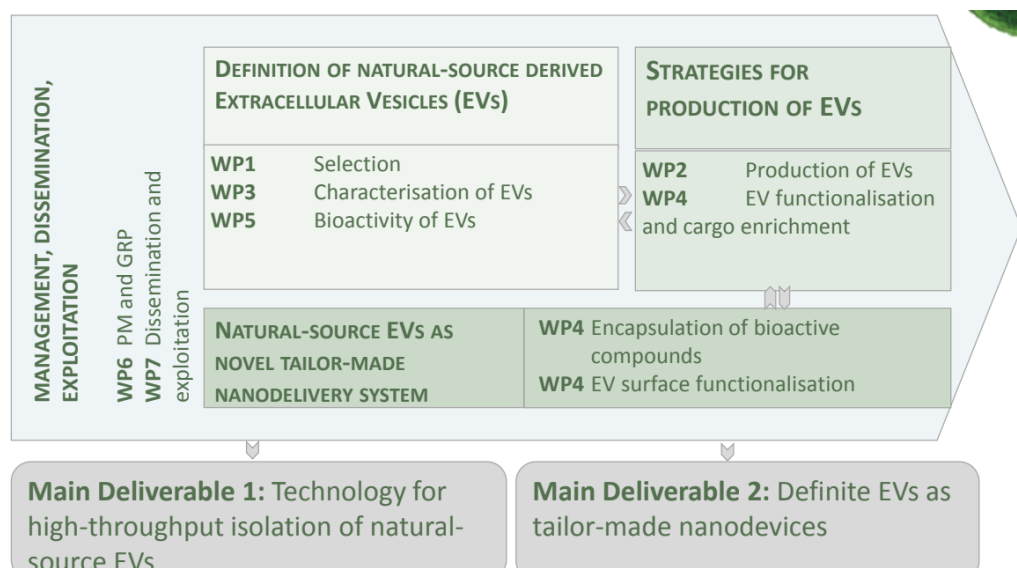 MANAGEMENT, DISSEMINATION,
EXPLOITATION
WP6 PM and GRP
WP7 Dissemination and
exploitation
DEFINITION OF NATURAL-SOURCE DERIVED
EXTRACELLULAR VESICLES (EVS)
WP1 Selection
WP3 Characterisation of EVs
WP5 Bioactivity of EVs
STRATEGIES FOR
PRODUCTION OF EVS
WP2 Production of EVs
WP4 EV functionalisation
and cargo enrichment
NATURAL-SOURCE EVS AS
NOVEL TAILOR-MADE
NANODELIVERY SYSTEM
WP4 Encapsulation of bioactive
compounds
WP4 EV surface functionalisation
Main Deliverable 1: Technology for
high-throughput isolation of natural-
source EVs
Main Deliverable 2: Definite EVs as
tailor-made nanodevices